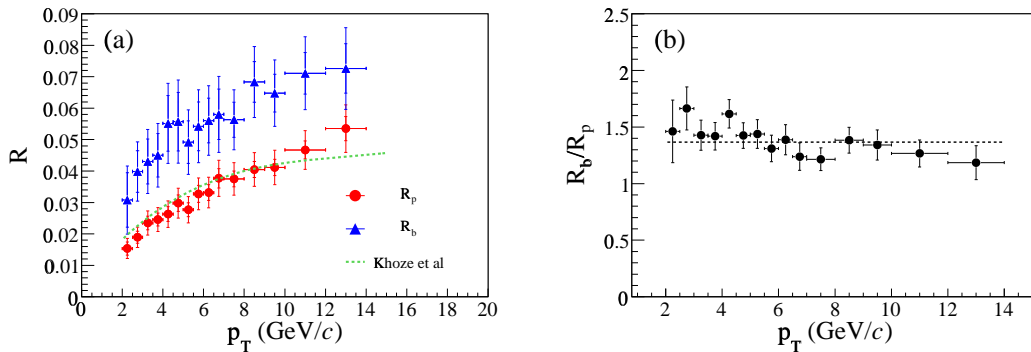 (a)
R
0.09
0.08
0.07
0.06
0.05
0.04
0.03
0.02
0.01
0
R_p
R_b
Khoze et al
0 2 4 6 8 10 12 14 16 18 20
p_T (GeV/c)
(b)
R_b/R_p
2.5
2
1.5
1
0.5
0
2 4 6 8 10 12 14
p_T (GeV/c)